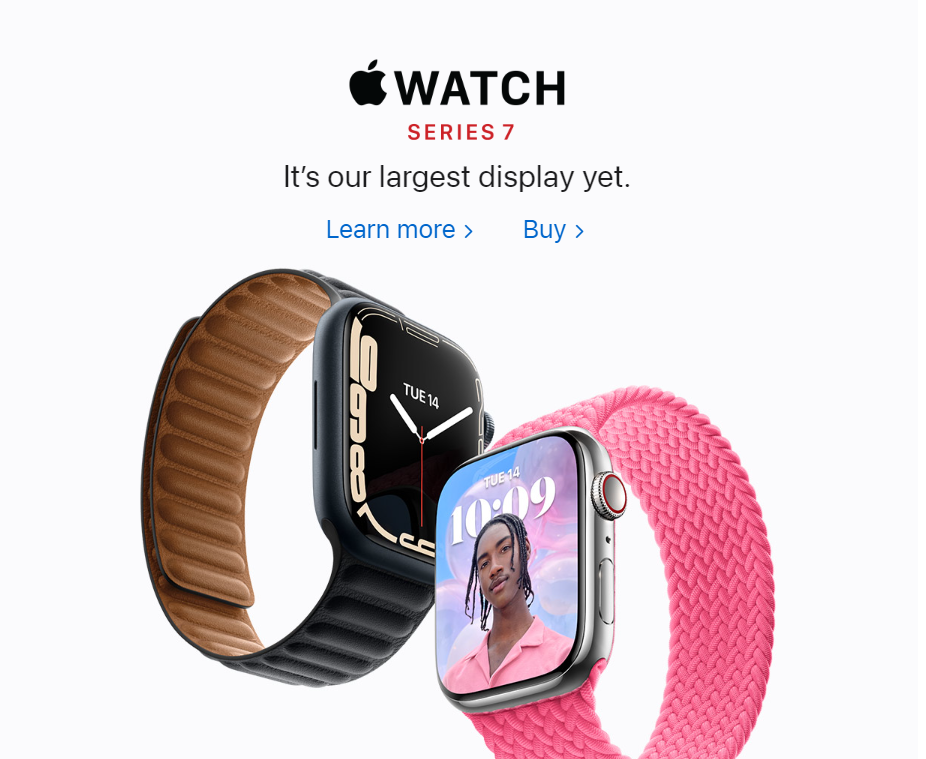 WATCH
SERIES 7
It’s our largest display yet.
Learn more >
Buy >
TUE 14
TUE 14
10:09